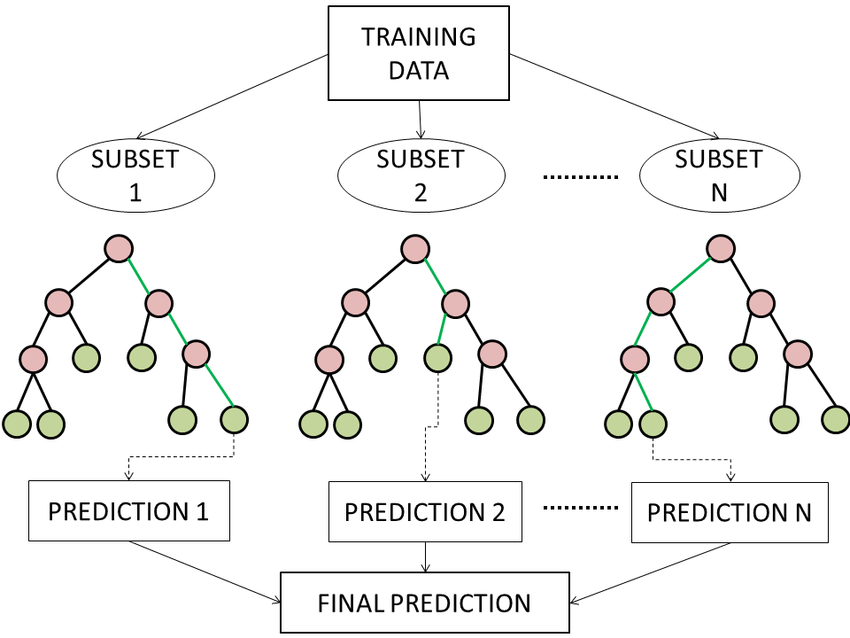 TRAINING
DATA
SUBSET
1
SUBSET
2
SUBSET
N
PREDICTION 1
PREDICTION 2
PREDICTION N
FINAL PREDICTION